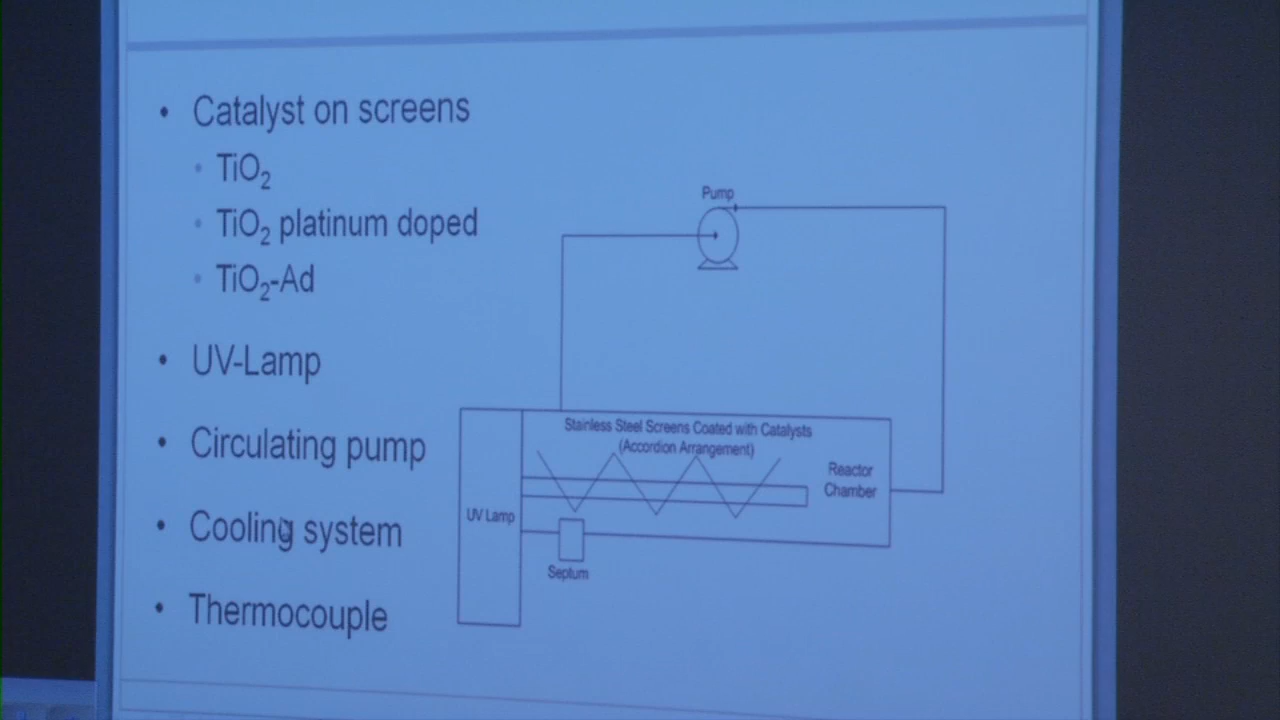 • Catalyst on screens
• TiO₂
• TiO₂ platinum doped
• TiO₂-Ad
• UV-Lamp
• Circulating pump
• Cooling system
• Thermocouple
Pump
Stainless Steel Screens Coated with Catalysts
(Accordion Arrangement)
Reactor
Chamber
UV Lamp
Septum